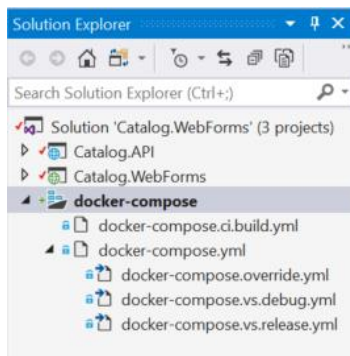 Solution Explorer
Search Solution Explorer (Ctrl+;)
Solution 'Catalog.WebForms' (3 projects)
Catalog.API
Catalog.WebForms
docker-compose
docker-compose.ci.build.yml
docker-compose.yml
docker-compose.override.yml
docker-compose.vs.debug.yml
docker-compose.vs.release.yml